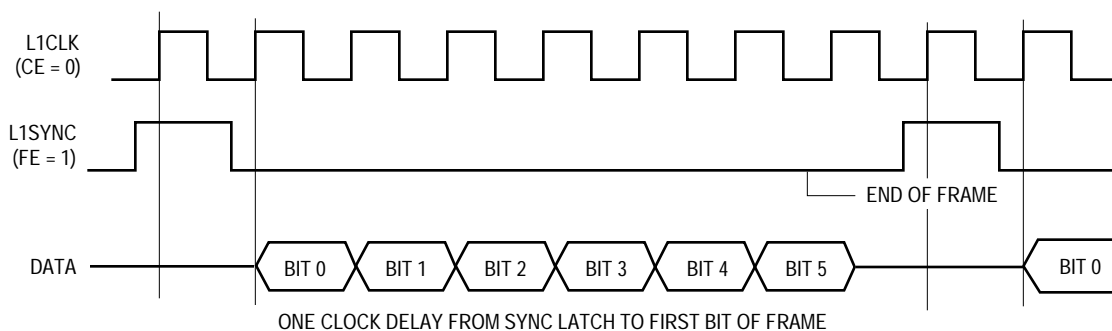 L1CLK
(CE = 0)
L1SYNC
(FE = 1)
END OF FRAME
DATA
BIT 0
BIT 1
BIT 2
BIT 3
BIT 4
BIT 5
BIT 0
ONE CLOCK DELAY FROM SYNC LATCH TO FIRST BIT OF FRAME